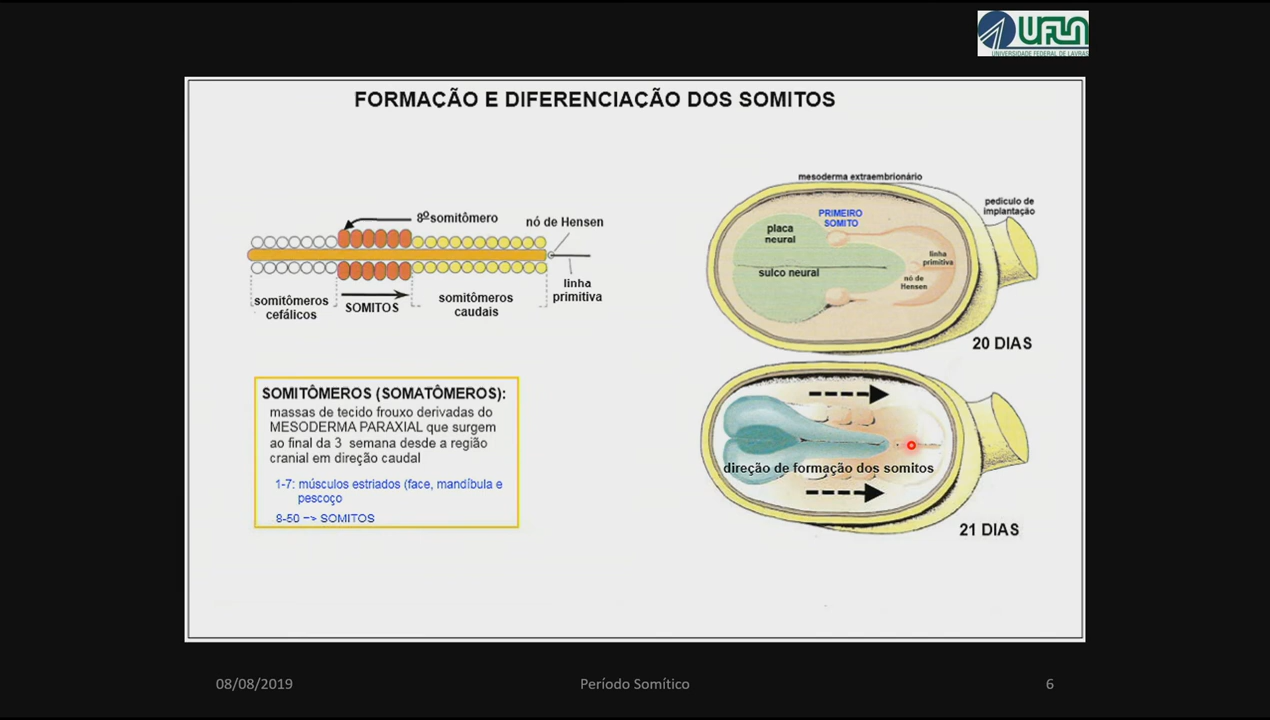 UFLA
UNIVERSIDADE FEDERAL DE LAVRAS
FORMAÇÃO E DIFERENCIAÇÃO DOS SOMITOS
8º somitômero
nó de Hensen
linha
primitiva
somitômeros
cefálicos
SOMITOS
somitômeros
caudais
SOMITÔMEROS (SOMATÔMEROS):
massas de tecido frouxo derivadas do
MESODERMA PARAXIAL que surgem
ao final da 3 semana desde a região
cranial em direção caudal
1-7: músculos estriados (face, mandíbula e
pescoço
8-50 => SOMITOS
mesoderma extraembrionário
pedículo de
implantação
PRIMEIRO
SOMITO
placa
neural
sulco neural
linha
primitiva
nó de
Hensen
20 DIAS
direção de formação dos somitos
21 DIAS
08/08/2019
Período Somítico
6